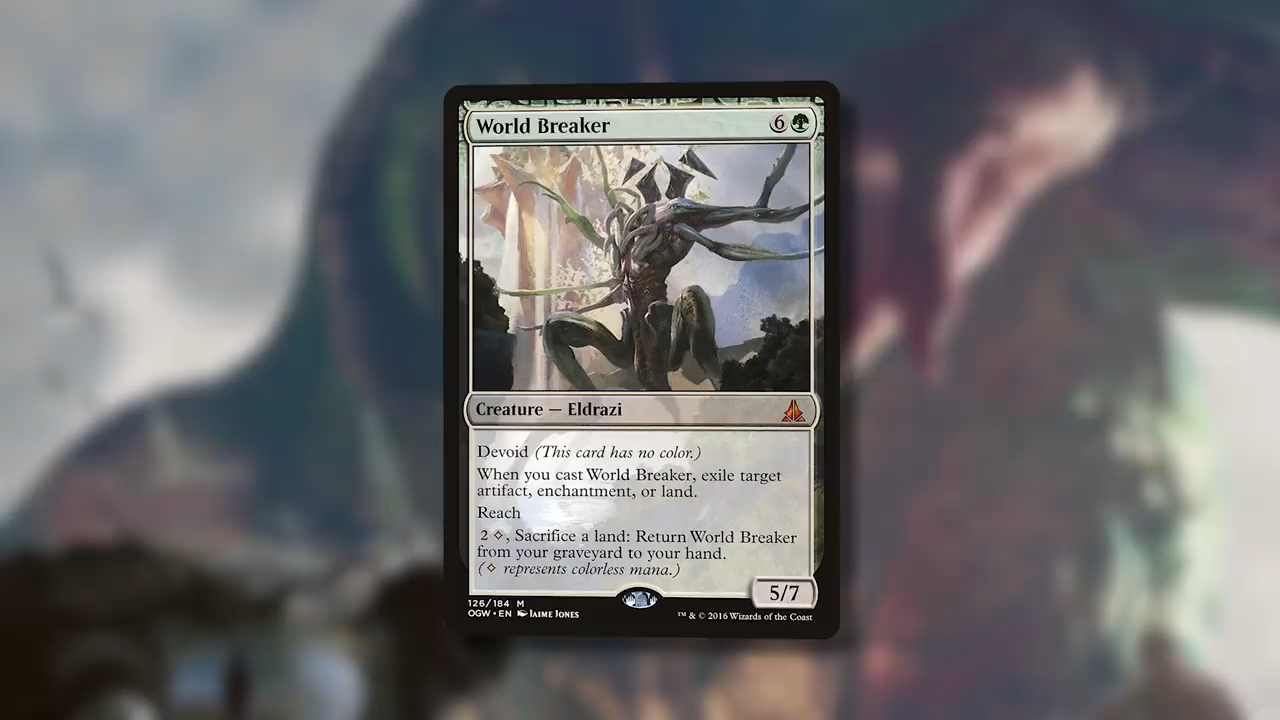 World Breaker 6
Creature — Eldrazi
Devoid (This card has no color.)
When you cast World Breaker, exile target
artifact, enchantment, or land.
Reach
2 ◇, Sacrifice a land: Return World Breaker
from your graveyard to your hand.
(◇ represents colorless mana.)
5/7
126/184 M
OGW • EN JAIME JONES
™ & © 2016 Wizards of the Coast